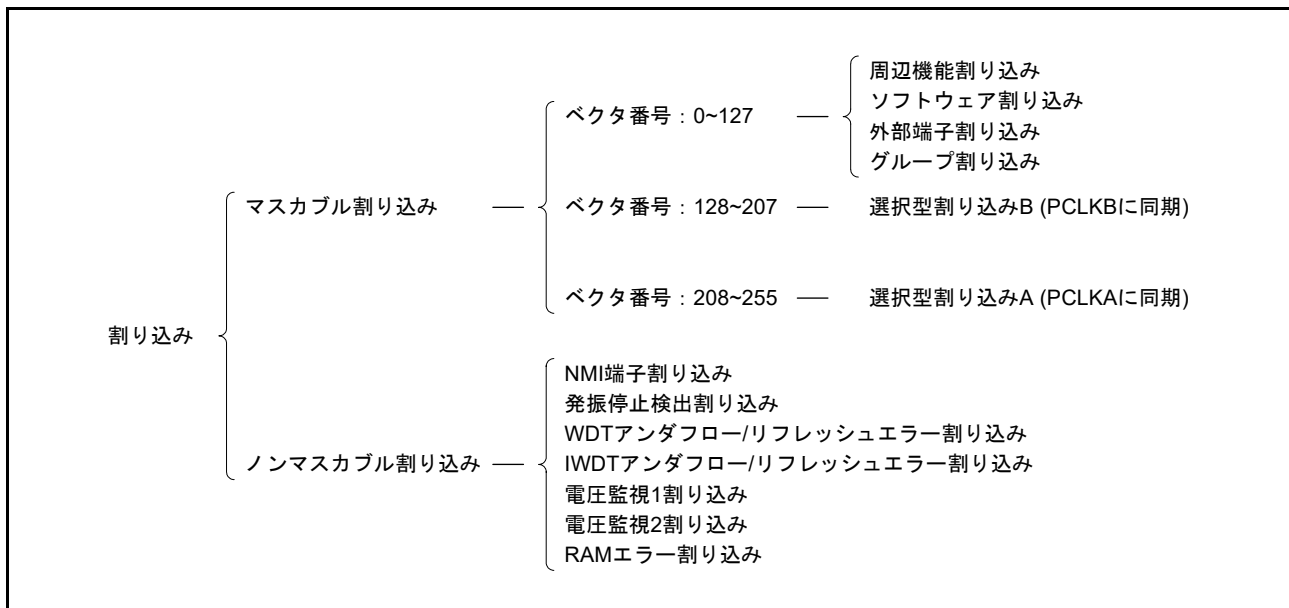 割り込み
マスカブル割り込み
ベクタ番号：0~127
周辺機能割り込み
ソフトウェア割り込み
外部端子割り込み
グループ割り込み
ベクタ番号：128~207
選択型割り込みB (PCLKBに同期)
ベクタ番号：208~255
選択型割り込みA (PCLKAに同期)
ノンマスカブル割り込み
NMI端子割り込み
発振停止検出割り込み
WDTアンダフロー/リフレッシュエラー割り込み
IWDTアンダフロー/リフレッシュエラー割り込み
電圧監視1割り込み
電圧監視2割り込み
RAMエラー割り込み